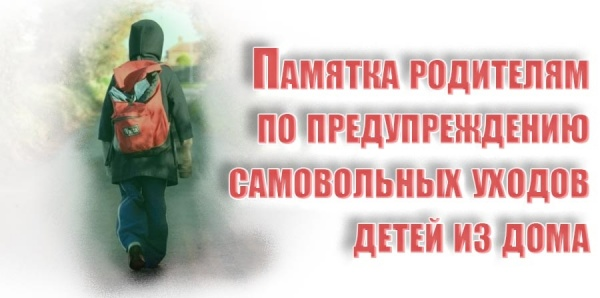 Памятка родителям
по предупреждению
самовольных уходов
детей из дома